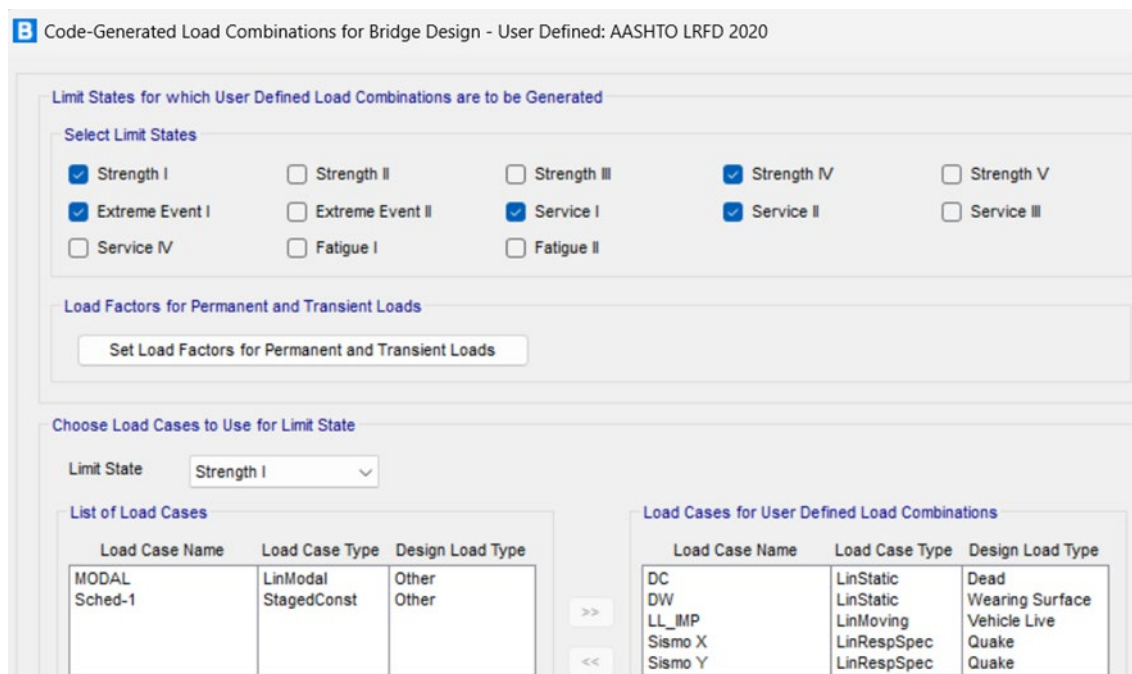 B Code-Generated Load Combinations for Bridge Design - User Defined: AASHTO LRFD 2020
Limit States for which User Defined Load Combinations are to be Generated
Select Limit States
Strength I Strength II Strength III Strength IV Strength V
Extreme Event I Extreme Event II Service I Service II Service III
Service IV Fatigue I Fatigue II
Load Factors for Permanent and Transient Loads
Set Load Factors for Permanent and Transient Loads
Choose Load Cases to Use for Limit State
Limit State Strength I
List of Load Cases
Load Case Name Load Case Type Design Load Type
MODAL LinModal Other
Sched-1 StagedConst Other
>>
<<
Load Cases for User Defined Load Combinations
Load Case Name Load Case Type Design Load Type
DC LinStatic Dead
DW LinStatic Wearing Surface
LL_IMP LinMoving Vehicle Live
Sismo X LinRespSpec Quake
Sismo Y LinRespSpec Quake